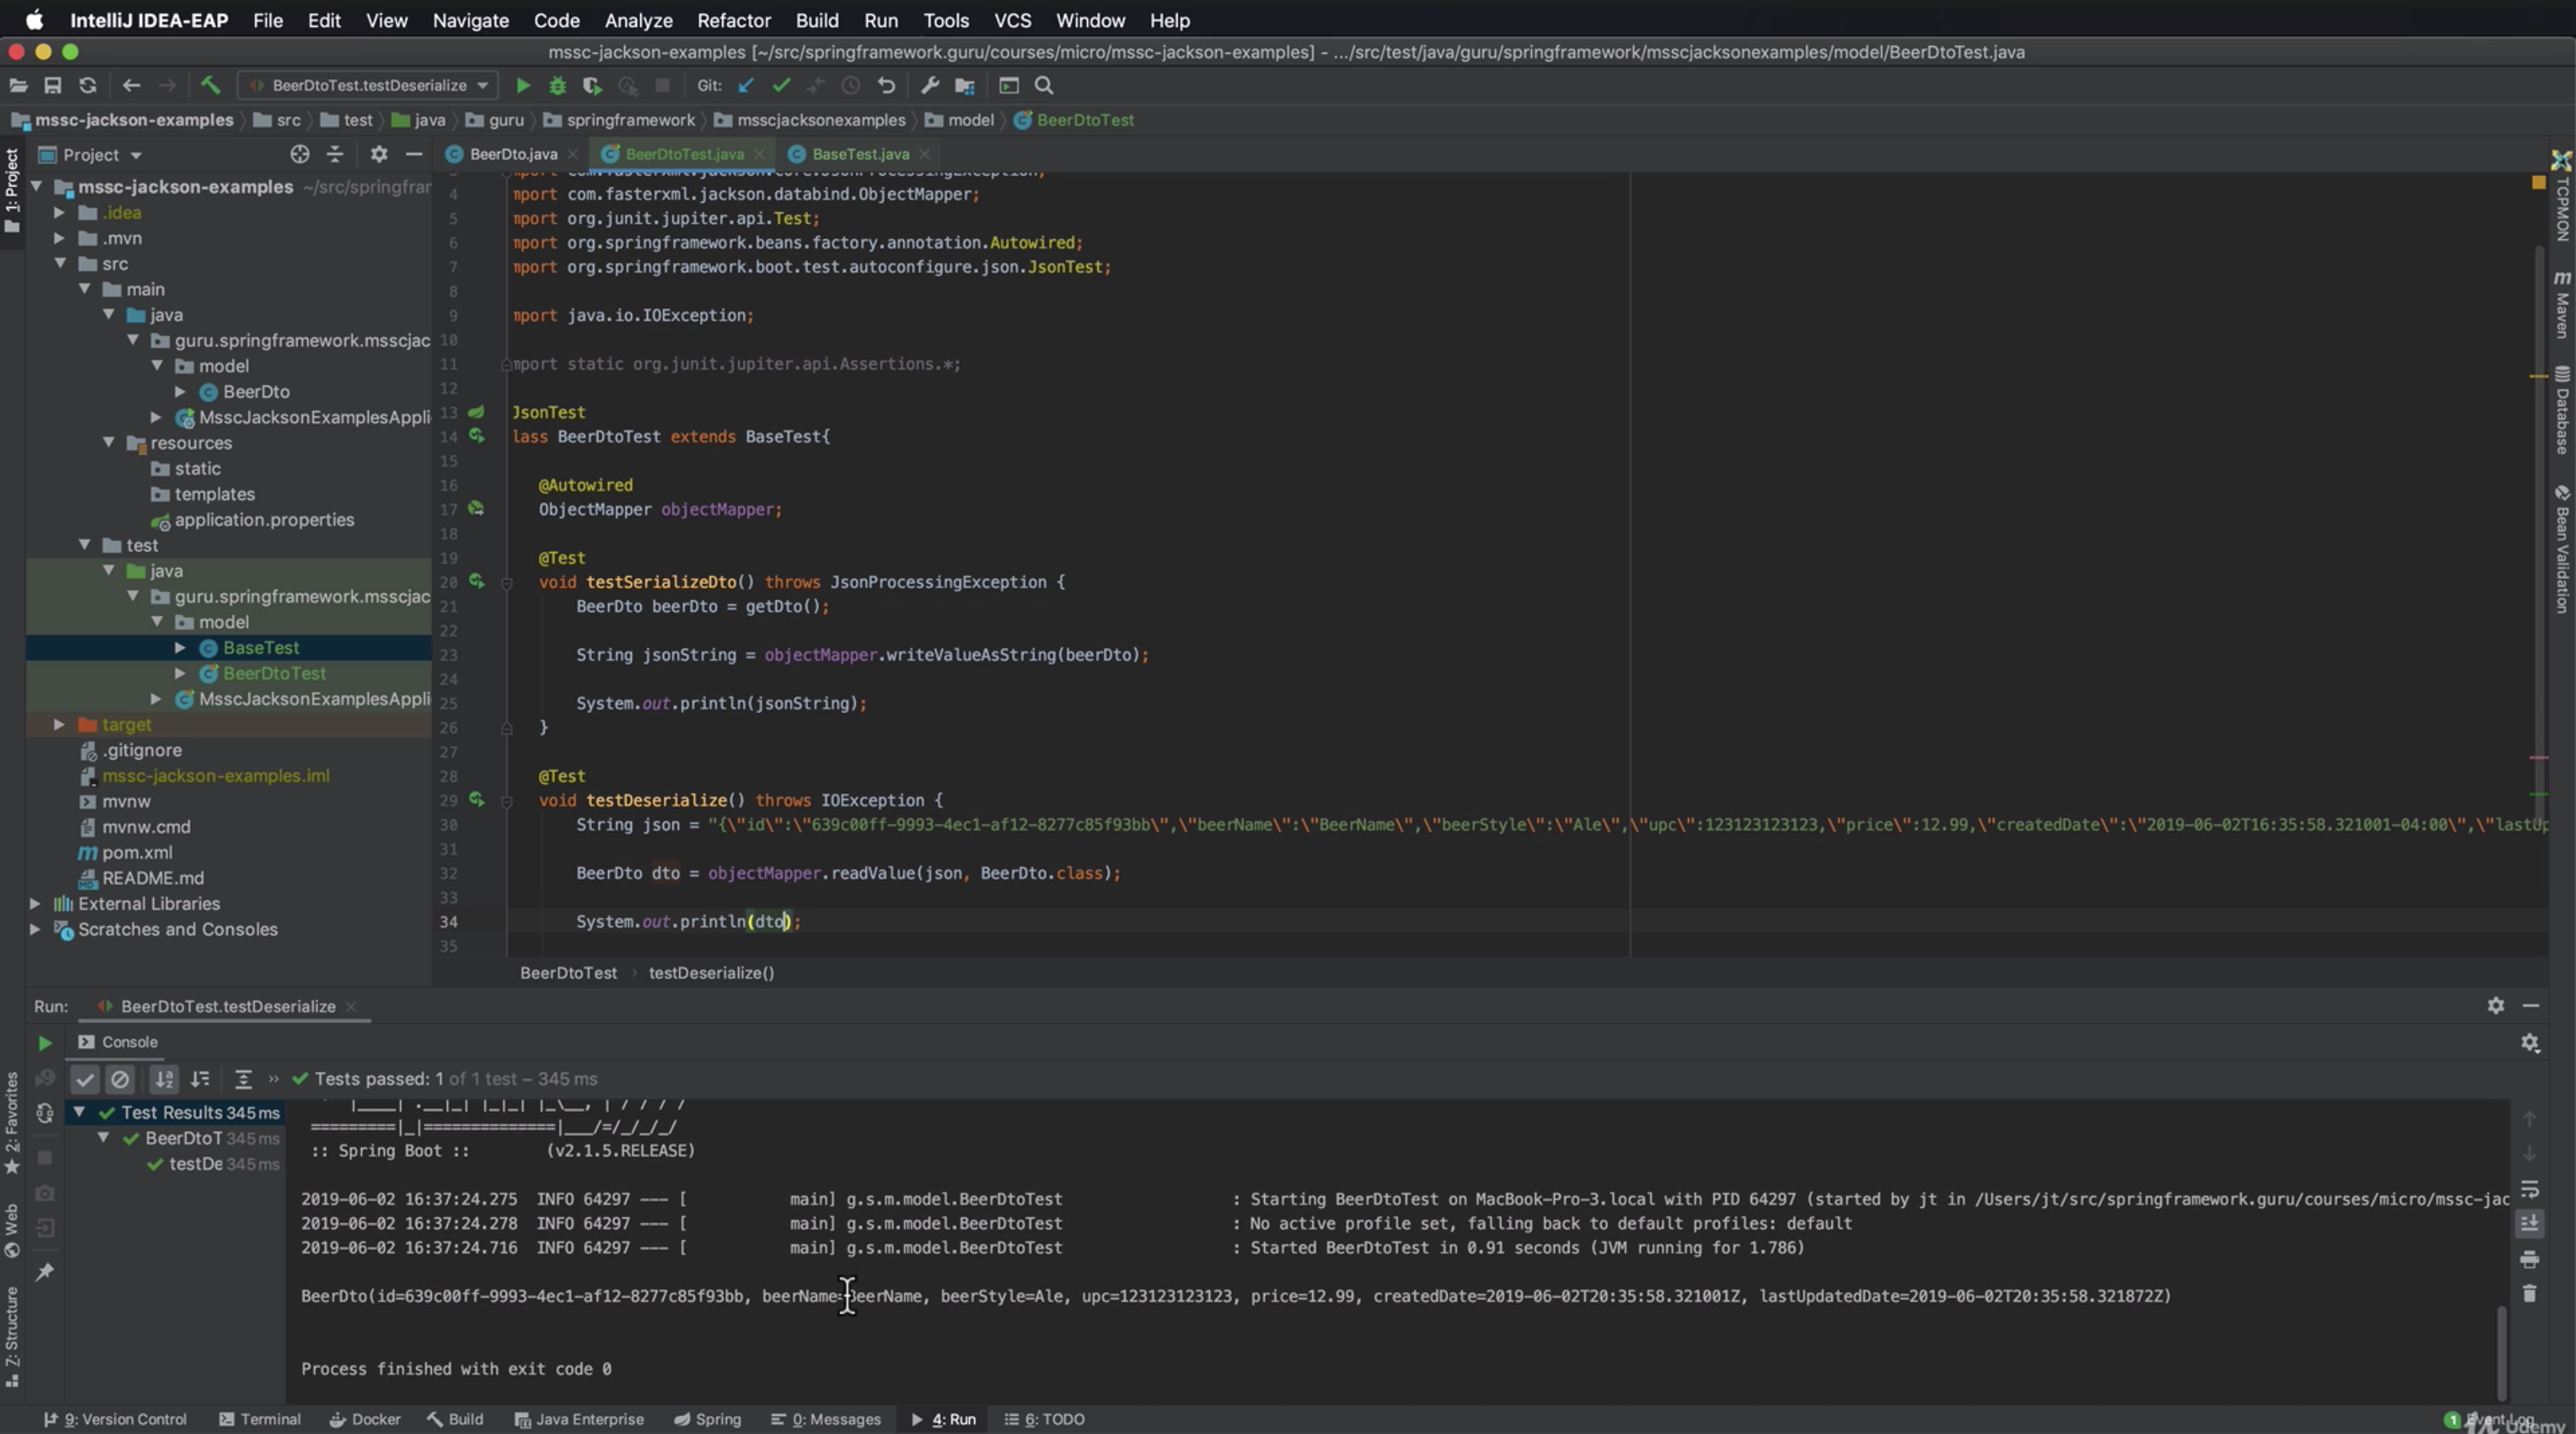 IntelliJ IDEA-EAP File Edit View Navigate Code Analyze Refactor Build Run Tools VCS Window Help
mssc-jackson-examples [~/src/springframework.guru/courses/micro/mssc-jackson-examples] - .../src/test/java/guru/springframework/msscjacksonexamples/model/BeerDtoTest.java
BeerDtoTest.testDeserialize Git:
mssc-jackson-examples src test java guru springframework msscjacksonexamples model BeerDtoTest
1: Project
Project
BeerDto.java BeerDtoTest.java BaseTest.java
mssc-jackson-examples ~/src/springfrar
.idea
.mvn
src
main
java
guru.springframework.msscjac
model
BeerDto
MsscJacksonExamplesAppli
resources
static
templates
application.properties
test
java
guru.springframework.msscjac
model
BaseTest
BeerDtoTest
MsscJacksonExamplesAppli
target
.gitignore
mssc-jackson-examples.iml
mvnw
mvnw.cmd
pom.xml
README.md
External Libraries
Scratches and Consoles
4 mport com.fasterxml.jackson.databind.ObjectMapper;
5 mport org.junit.jupiter.api.Test;
6 mport org.springframework.beans.factory.annotation.Autowired;
7 mport org.springframework.boot.test.autoconfigure.json.JsonTest;
8
9 mport java.io.IOException;
10
11 mport static org.junit.jupiter.api.Assertions.*;
12
13 JsonTest
14 lass BeerDtoTest extends BaseTest{
15
16 @Autowired
17 ObjectMapper objectMapper;
18
19 @Test
20 void testSerializeDto() throws JsonProcessingException {
21 BeerDto beerDto = getDto();
22
23 String jsonString = objectMapper.writeValueAsString(beerDto);
24
25 System.out.println(jsonString);
26 }
27
28 @Test
29 void testDeserialize() throws IOException {
30 String json = "{\"id\":\"639c00ff-9993-4ec1-af12-8277c85f93bb\",\"beerName\":\"BeerName\",\"beerStyle\":\"Ale\",\"upc\":123123123123,\"price\":12.99,\"createdDate\":\"2019-06-02T16:35:58.321001-04:00\",\"lastUp
31
32 BeerDto dto = objectMapper.readValue(json, BeerDto.class);
33
34 System.out.println(dto);
35
BeerDtoTest testDeserialize()
TCPMON
Maven
Database
Bean Validation
Run: BeerDtoTest.testDeserialize
Console
Tests passed: 1 of 1 test – 345 ms
Test Results 345 ms
BeerDtoT 345 ms
testDe 345 ms
=========|_|==============|___/=/_/_/_/
:: Spring Boot :: (v2.1.5.RELEASE)
2019-06-02 16:37:24.275 INFO 64297 --- [ main] g.s.m.model.BeerDtoTest : Starting BeerDtoTest on MacBook-Pro-3.local with PID 64297 (started by jt in /Users/jt/src/springframework.guru/courses/micro/mssc-jac
2019-06-02 16:37:24.278 INFO 64297 --- [ main] g.s.m.model.BeerDtoTest : No active profile set, falling back to default profiles: default
2019-06-02 16:37:24.716 INFO 64297 --- [ main] g.s.m.model.BeerDtoTest : Started BeerDtoTest in 0.91 seconds (JVM running for 1.786)
BeerDto(id=639c00ff-9993-4ec1-af12-8277c85f93bb, beerName=BeerName, beerStyle=Ale, upc=123123123123, price=12.99, createdDate=2019-06-02T20:35:58.321001Z, lastUpdatedDate=2019-06-02T20:35:58.321872Z)
Process finished with exit code 0
2: Favorites
Web
Z: Structure
9: Version Control Terminal Docker Build Java Enterprise Spring 0: Messages 4: Run 6: TODO
1 Event Log
Udemy